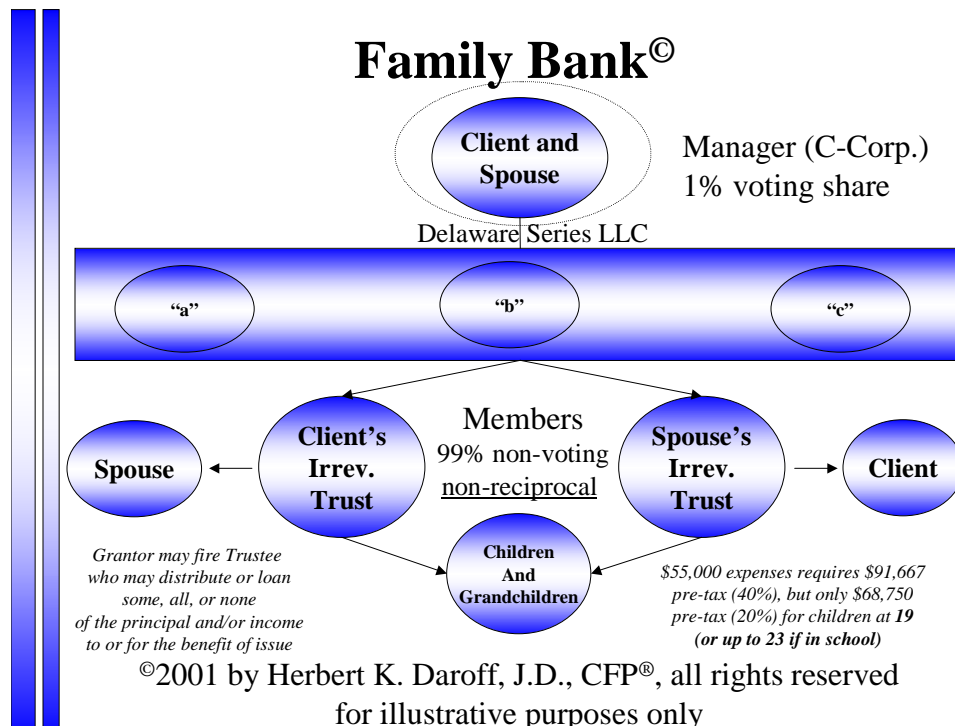 Family Bank©
Client and
Spouse
Manager (C-Corp.)
1% voting share
Delaware Series LLC
“a”
“b”
“c”
Spouse
Client's
Irrev.
Trust
Members
99% non-voting
non-reciprocal
Spouse's
Irrev.
Trust
Client
Children
And
Grandchildren
Grantor may fire Trustee
who may distribute or loan
some, all, or none
of the principal and/or income
to or for the benefit of issue
$55,000 expenses requires $91,667
pre-tax (40%), but only $68,750
pre-tax (20%) for children at 19
(or up to 23 if in school)
©2001 by Herbert K. Daroff, J.D., CFP®, all rights reserved
for illustrative purposes only